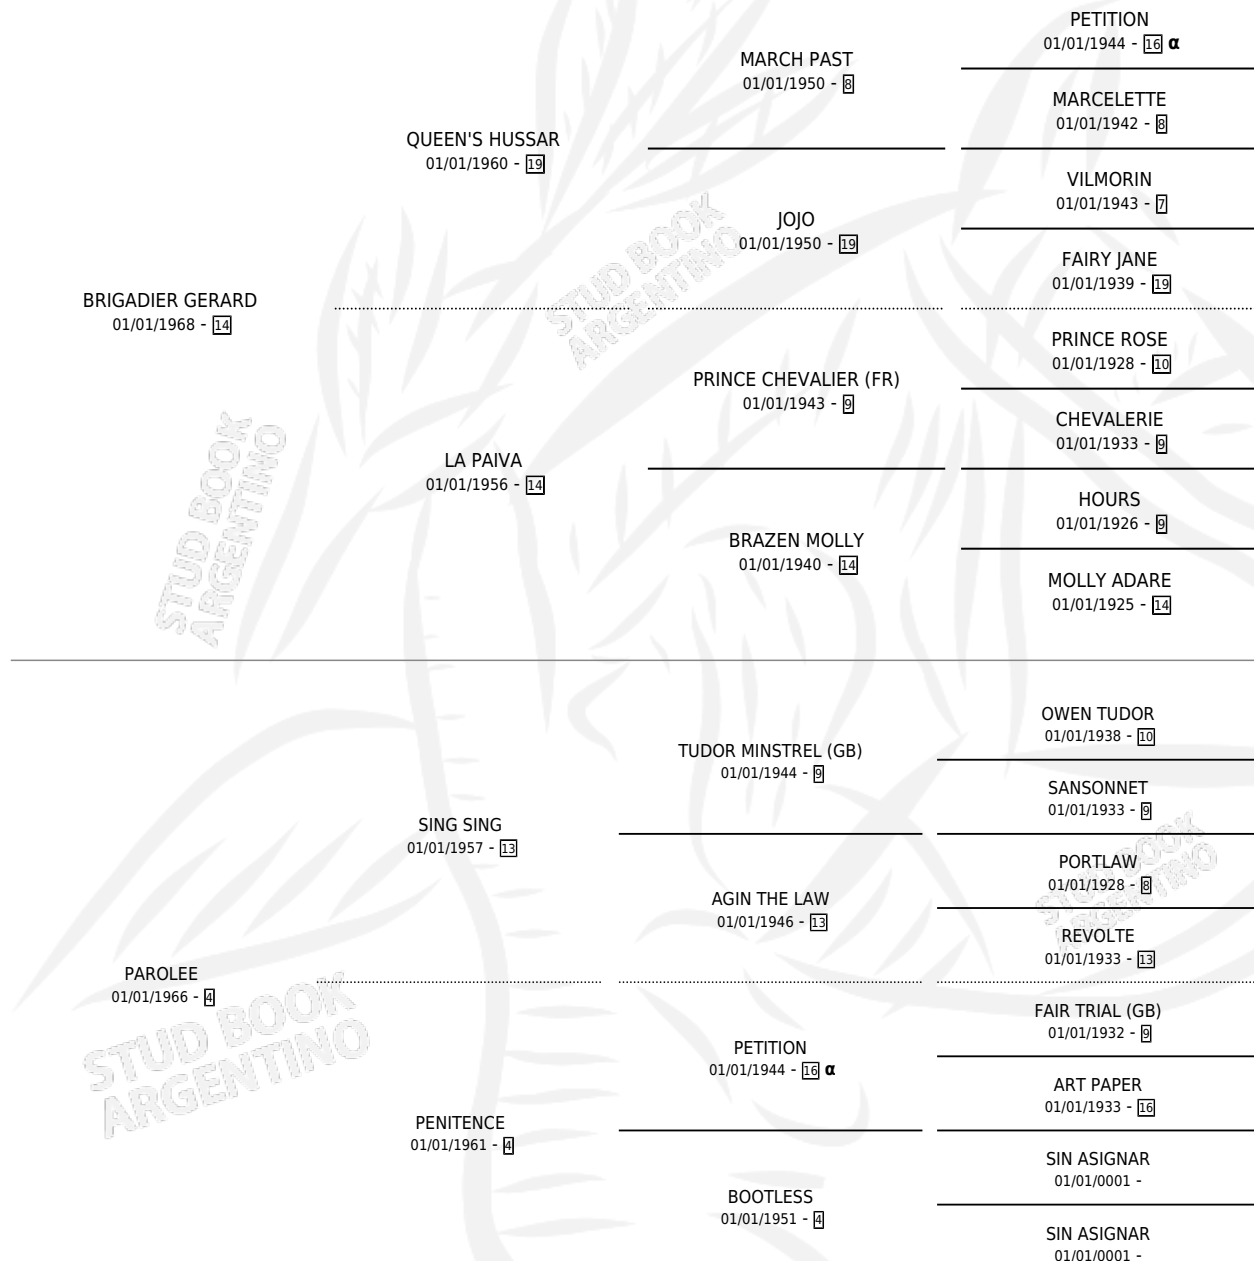 PETITION
01/01/1944 - 16 α
MARCH PAST
01/01/1950 - 8
MARCELETTE
01/01/1942 - 8
QUEEN'S HUSSAR
01/01/1960 - 19
VILMORIN
01/01/1943 - 7
JOJO
01/01/1950 - 19
FAIRY JANE
01/01/1939 - 19
BRIGADIER GERARD
01/01/1968 - 14
STUD BOOK
ARGENTINO
PRINCE ROSE
01/01/1928 - 10
PRINCE CHEVALIER (FR)
01/01/1943 - 9
CHEVALERIE
01/01/1933 - 9
LA PAIVA
01/01/1956 - 14
HOURS
01/01/1926 - 9
BRAZEN MOLLY
01/01/1940 - 14
MOLLY ADARE
01/01/1925 - 14
STUD BOOK
ARGENTINO
OWEN TUDOR
01/01/1938 - 10
TUDOR MINSTREL (GB)
01/01/1944 - 9
SANSONNET
01/01/1933 - 9
SING SING
01/01/1957 - 13
PORTLAW
01/01/1928 - 8
AGIN THE LAW
01/01/1946 - 13
REVOLTE
01/01/1933 - 13
STUD BOOK
ARGENTINO
PAROLEE
01/01/1966 - 4
FAIR TRIAL (GB)
01/01/1932 - 9
PETITION
01/01/1944 - 16 α
ART PAPER
01/01/1933 - 16
STUD BOOK
ARGENTINO
PENITENCE
01/01/1961 - 4
SIN ASIGNAR
01/01/0001 -
BOOTLESS
01/01/1951 - 4
SIN ASIGNAR
01/01/0001 -